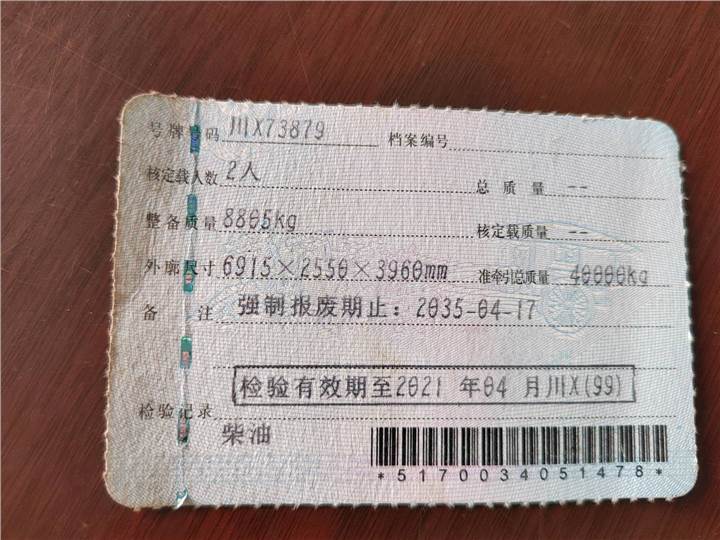 号牌号码 川X73879 档案编号
核定载人数 2人 总质量 --
整备质量 8805kg 核定载质量 --
外廓尺寸 6915×2550×3960mm 准牵引总质量 40000kg
备注 强制报废期止：2035-04-17
检验有效期至2021 年04 月川X(99)
检验记录
柴油
*5170034051478*